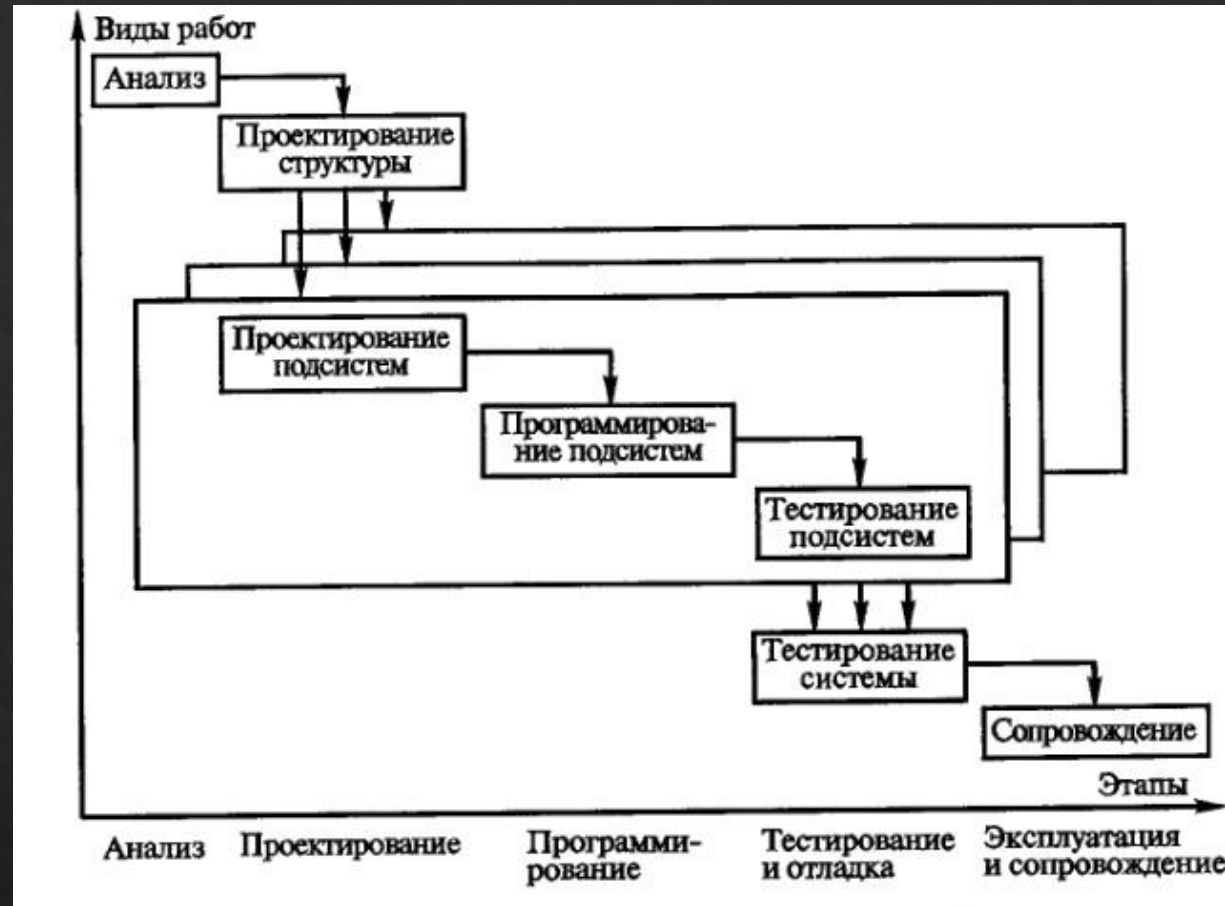 Виды работ
Анализ
Проектирование
структуры
Проектирование
подсистем
Программирова-
ние подсистем
Тестирование
подсистем
Тестирование
системы
Сопровождение
Этапы
Анализ
Проектирование
Программи-
рование
Тестирование
и отладка
Эксплуатация
и сопровождение